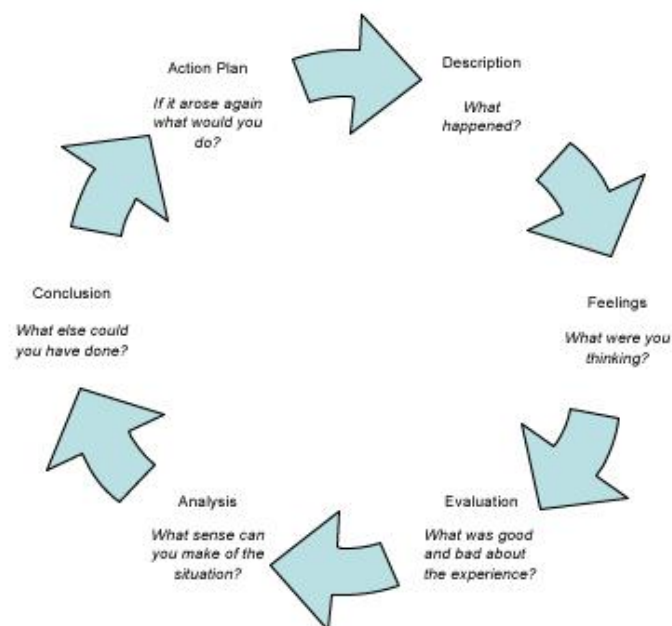 Description
What
happened?
Feelings
What were you
thinking?
Evaluation
What was good
and bad about
the experience?
Analysis
What sense can
you make of the
situation?
Conclusion
What else could
you have done?
Action Plan
If it arose again
what would you
do?